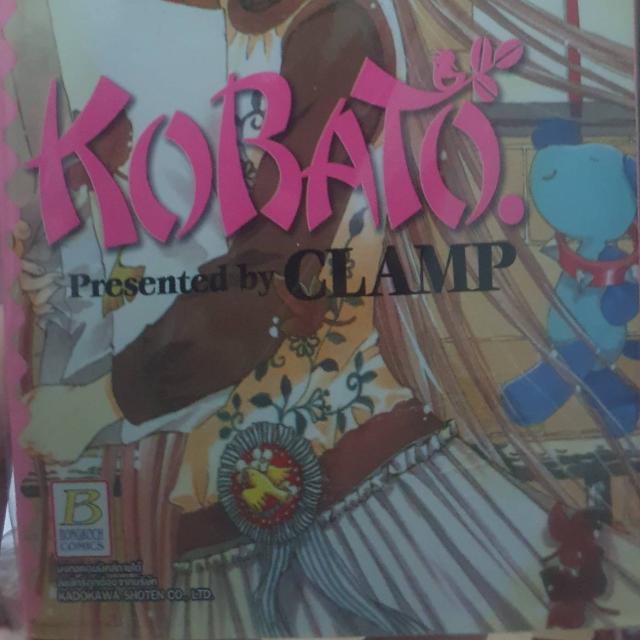 KOBATO.
Presented by CLAMP
B
BONGKOCH
COMICS
KADOKAWA SHOTEN CO., LTD.